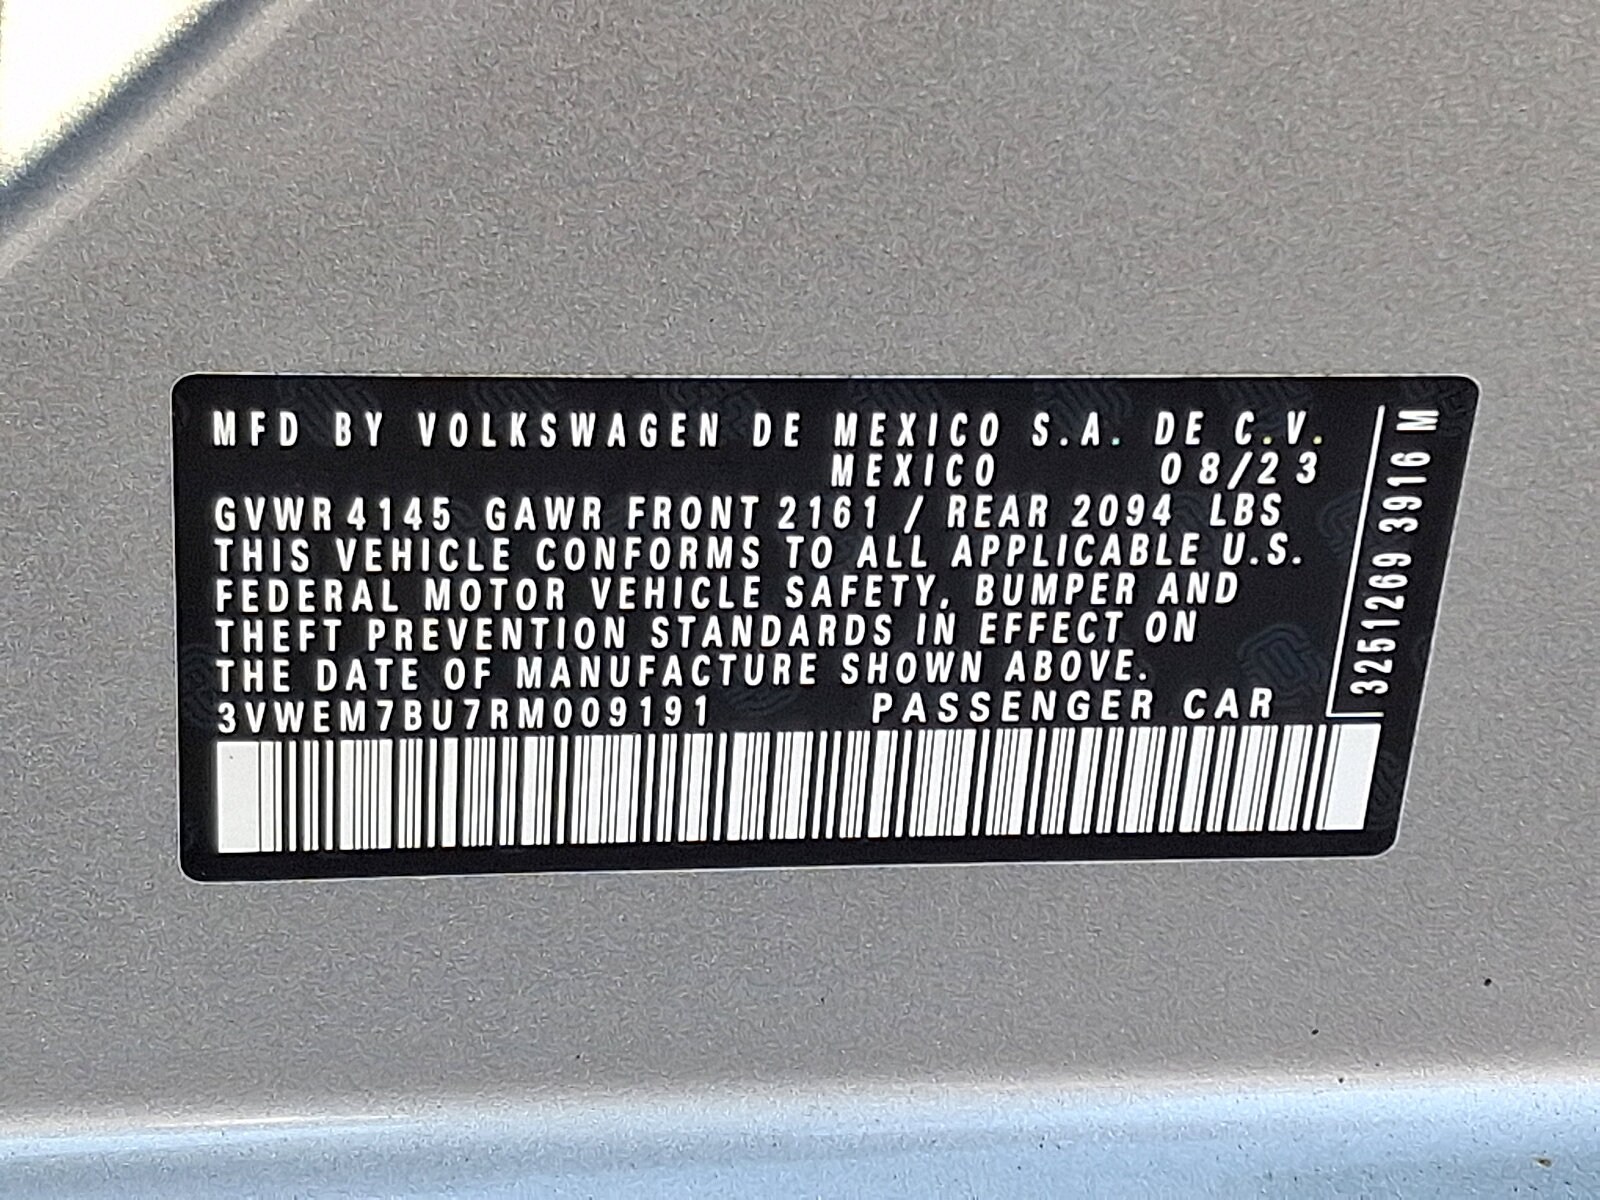 MFD BY VOLKSWAGEN DE MEXICO S.A. DE C.V.
MEXICO 08/23
GVWR 4145 GAWR FRONT 2161 / REAR 2094 LBS
THIS VEHICLE CONFORMS TO ALL APPLICABLE U.S.
FEDERAL MOTOR VEHICLE SAFETY, BUMPER AND
THEFT PREVENTION STANDARDS IN EFFECT ON
THE DATE OF MANUFACTURE SHOWN ABOVE.
3VWEM7BU7RM009191 PASSENGER CAR
3251269 3916 M